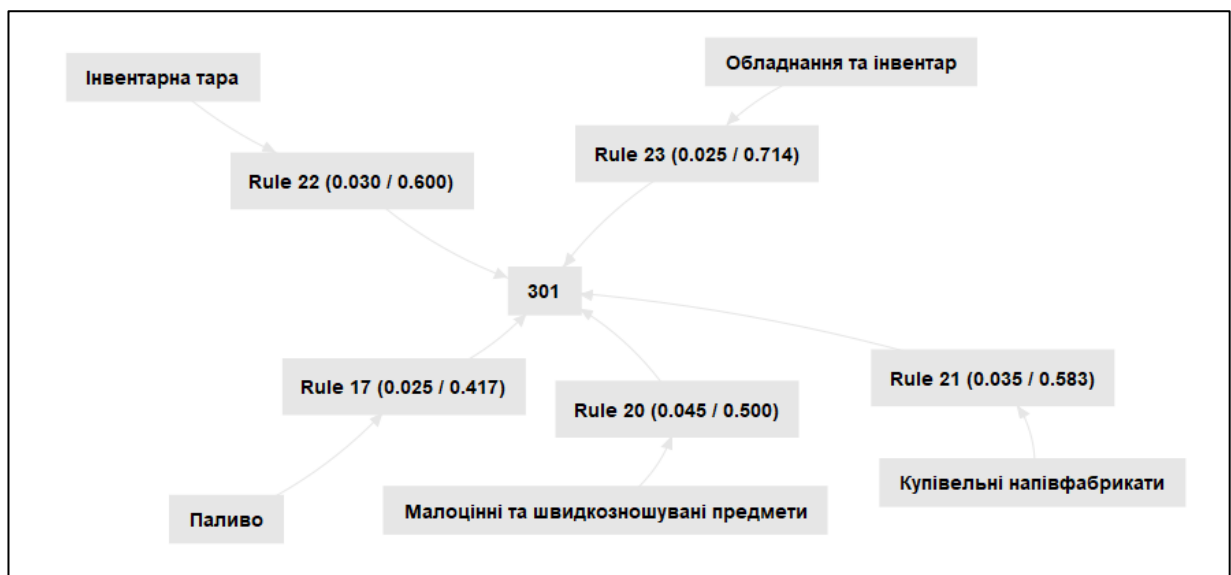 Обладнання та інвентар
Інвентарна тара
Rule 23 (0.025 / 0.714)
Rule 22 (0.030 / 0.600)
301
Rule 21 (0.035 / 0.583)
Rule 17 (0.025 / 0.417)
Rule 20 (0.045 / 0.500)
Купівельні напівфабрикати
Малоцінні та швидкозношувані предмети
Паливо